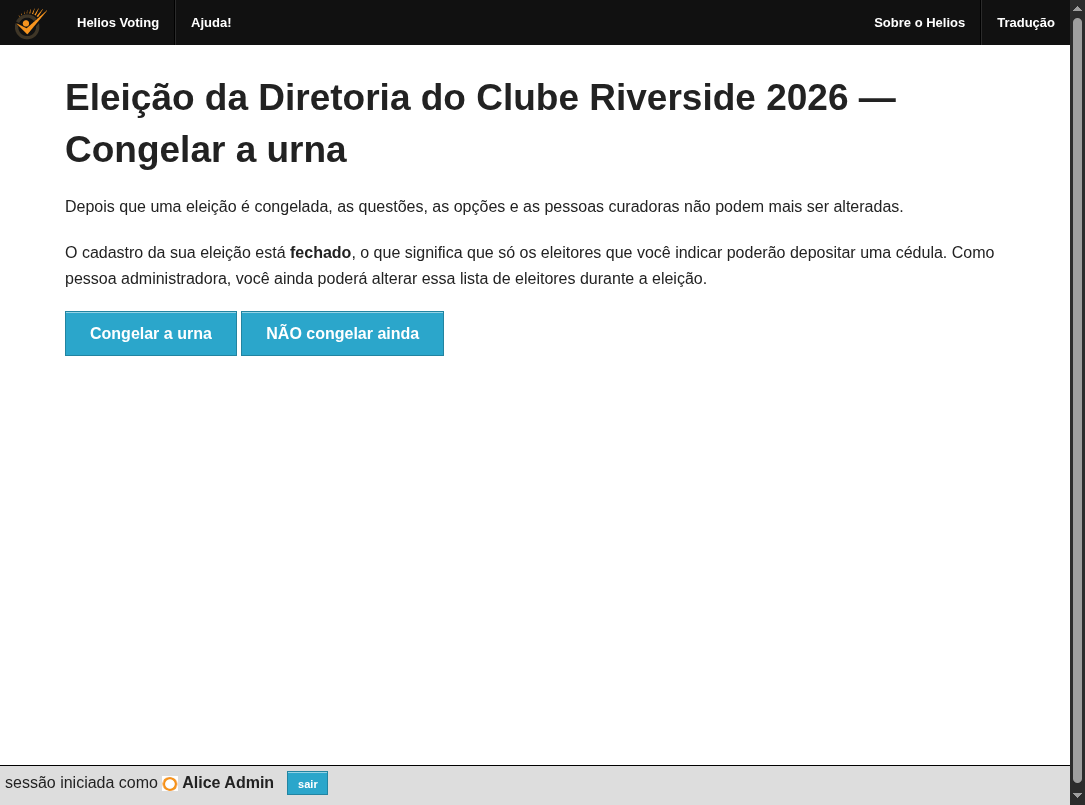 Helios Voting
Ajuda!
Sobre o Helios
Tradução
Eleição da Diretoria do Clube Riverside 2026 —
Congelar a urna
Depois que uma eleição é congelada, as questões, as opções e as pessoas curadoras não podem mais ser alteradas.
O cadastro da sua eleição está fechado, o que significa que só os eleitores que você indicar poderão depositar uma cédula. Como
pessoa administradora, você ainda poderá alterar essa lista de eleitores durante a eleição.
Congelar a urna
NÃO congelar ainda
sessão iniciada como Alice Admin
sair